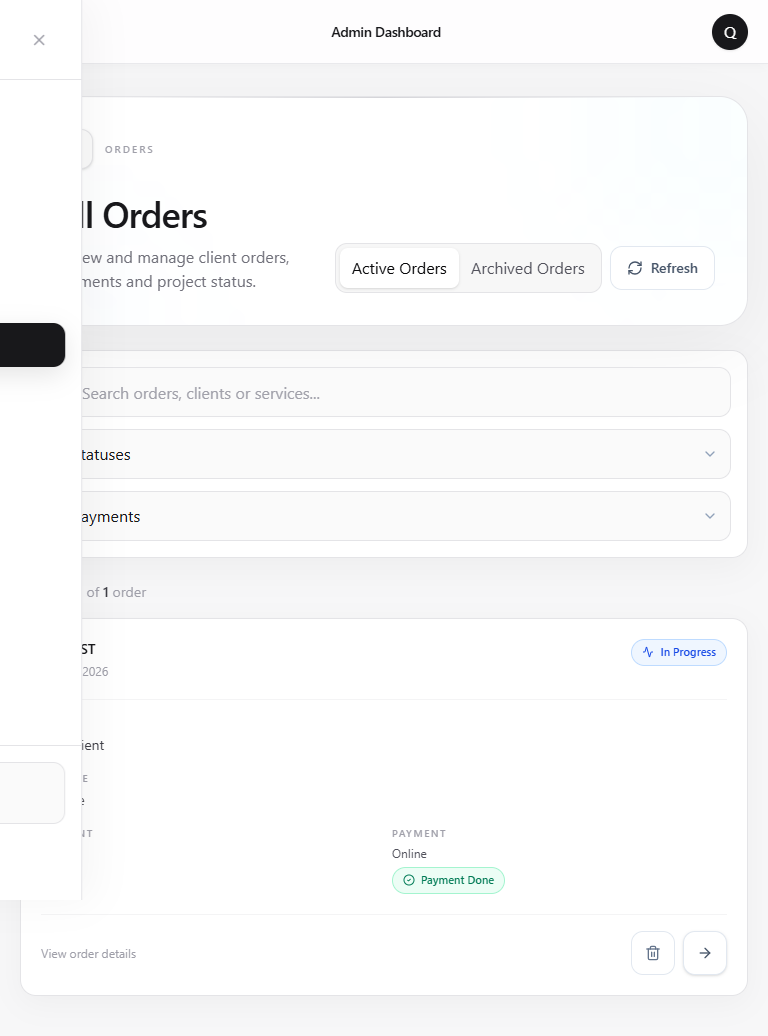 Admin Dashboard
Q
ORDERS
ll Orders
ew and manage client orders,
ments and project status.
Active Orders
Archived Orders
Refresh
Search orders, clients or services...
tatuses
ayments
of 1 order
ST
2026
In Progress
ient
E
e
NT
PAYMENT
Online
Payment Done
View order details